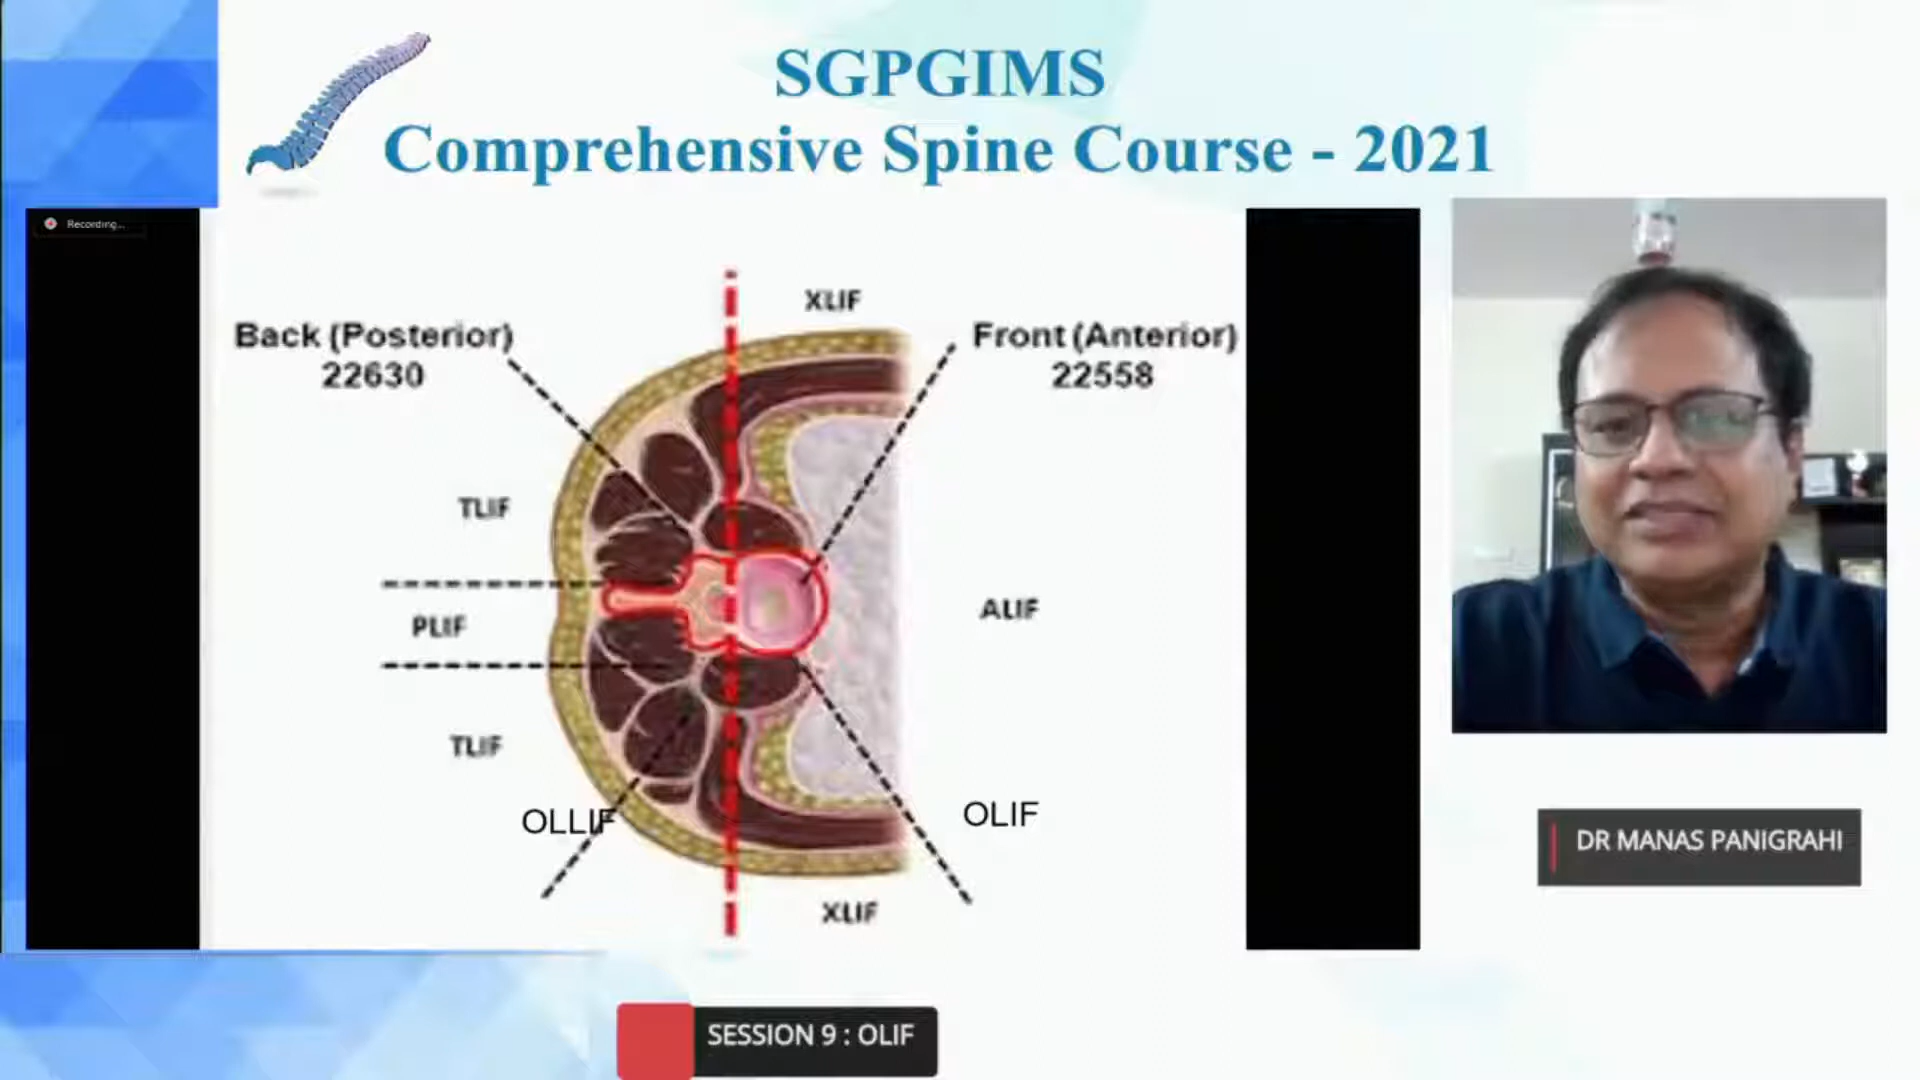 SGPGIMS
Comprehensive Spine Course - 2021
Recording...
XLIF
Back (Posterior)
22630
Front (Anterior)
22558
TLIF
PLIF
ALIF
TLIF
OLLIF
OLIF
XLIF
DR MANAS PANIGRAHI
SESSION 9 : OLIF